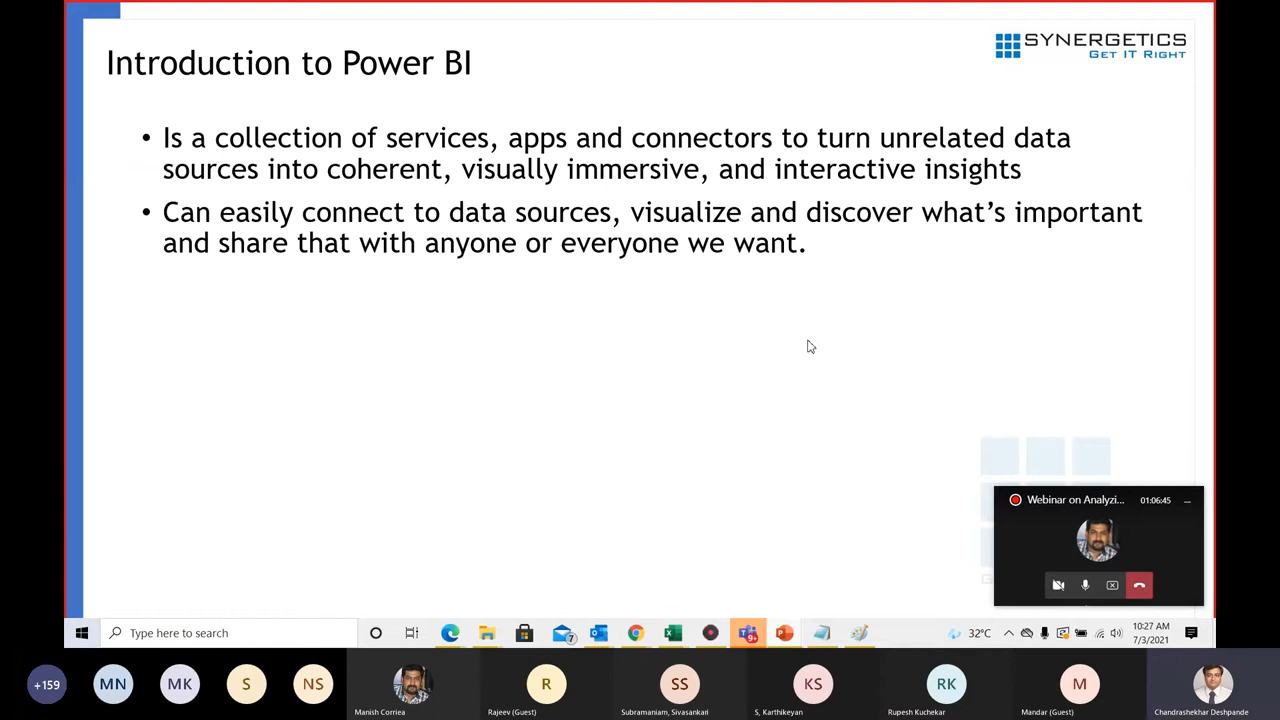 Introduction to Power BI
SYNERGETICS
GET IT RIGHT
• Is a collection of services, apps and connectors to turn unrelated data
sources into coherent, visually immersive, and interactive insights
• Can easily connect to data sources, visualize and discover what's important
and share that with anyone or everyone we want.
Webinar on Analyzi...
01:06:45
Type here to search
7
9+
32°C
10:27 AM
7/3/2021
+159
MN
MK
S
NS
R
SS
KS
RK
M
Manish Corriea
Rajeev (Guest)
Subramaniam, Sivasankari
S, Karthikeyan
Rupesh Kuchekar
Mandar (Guest)
Chandrashekhar Deshpande